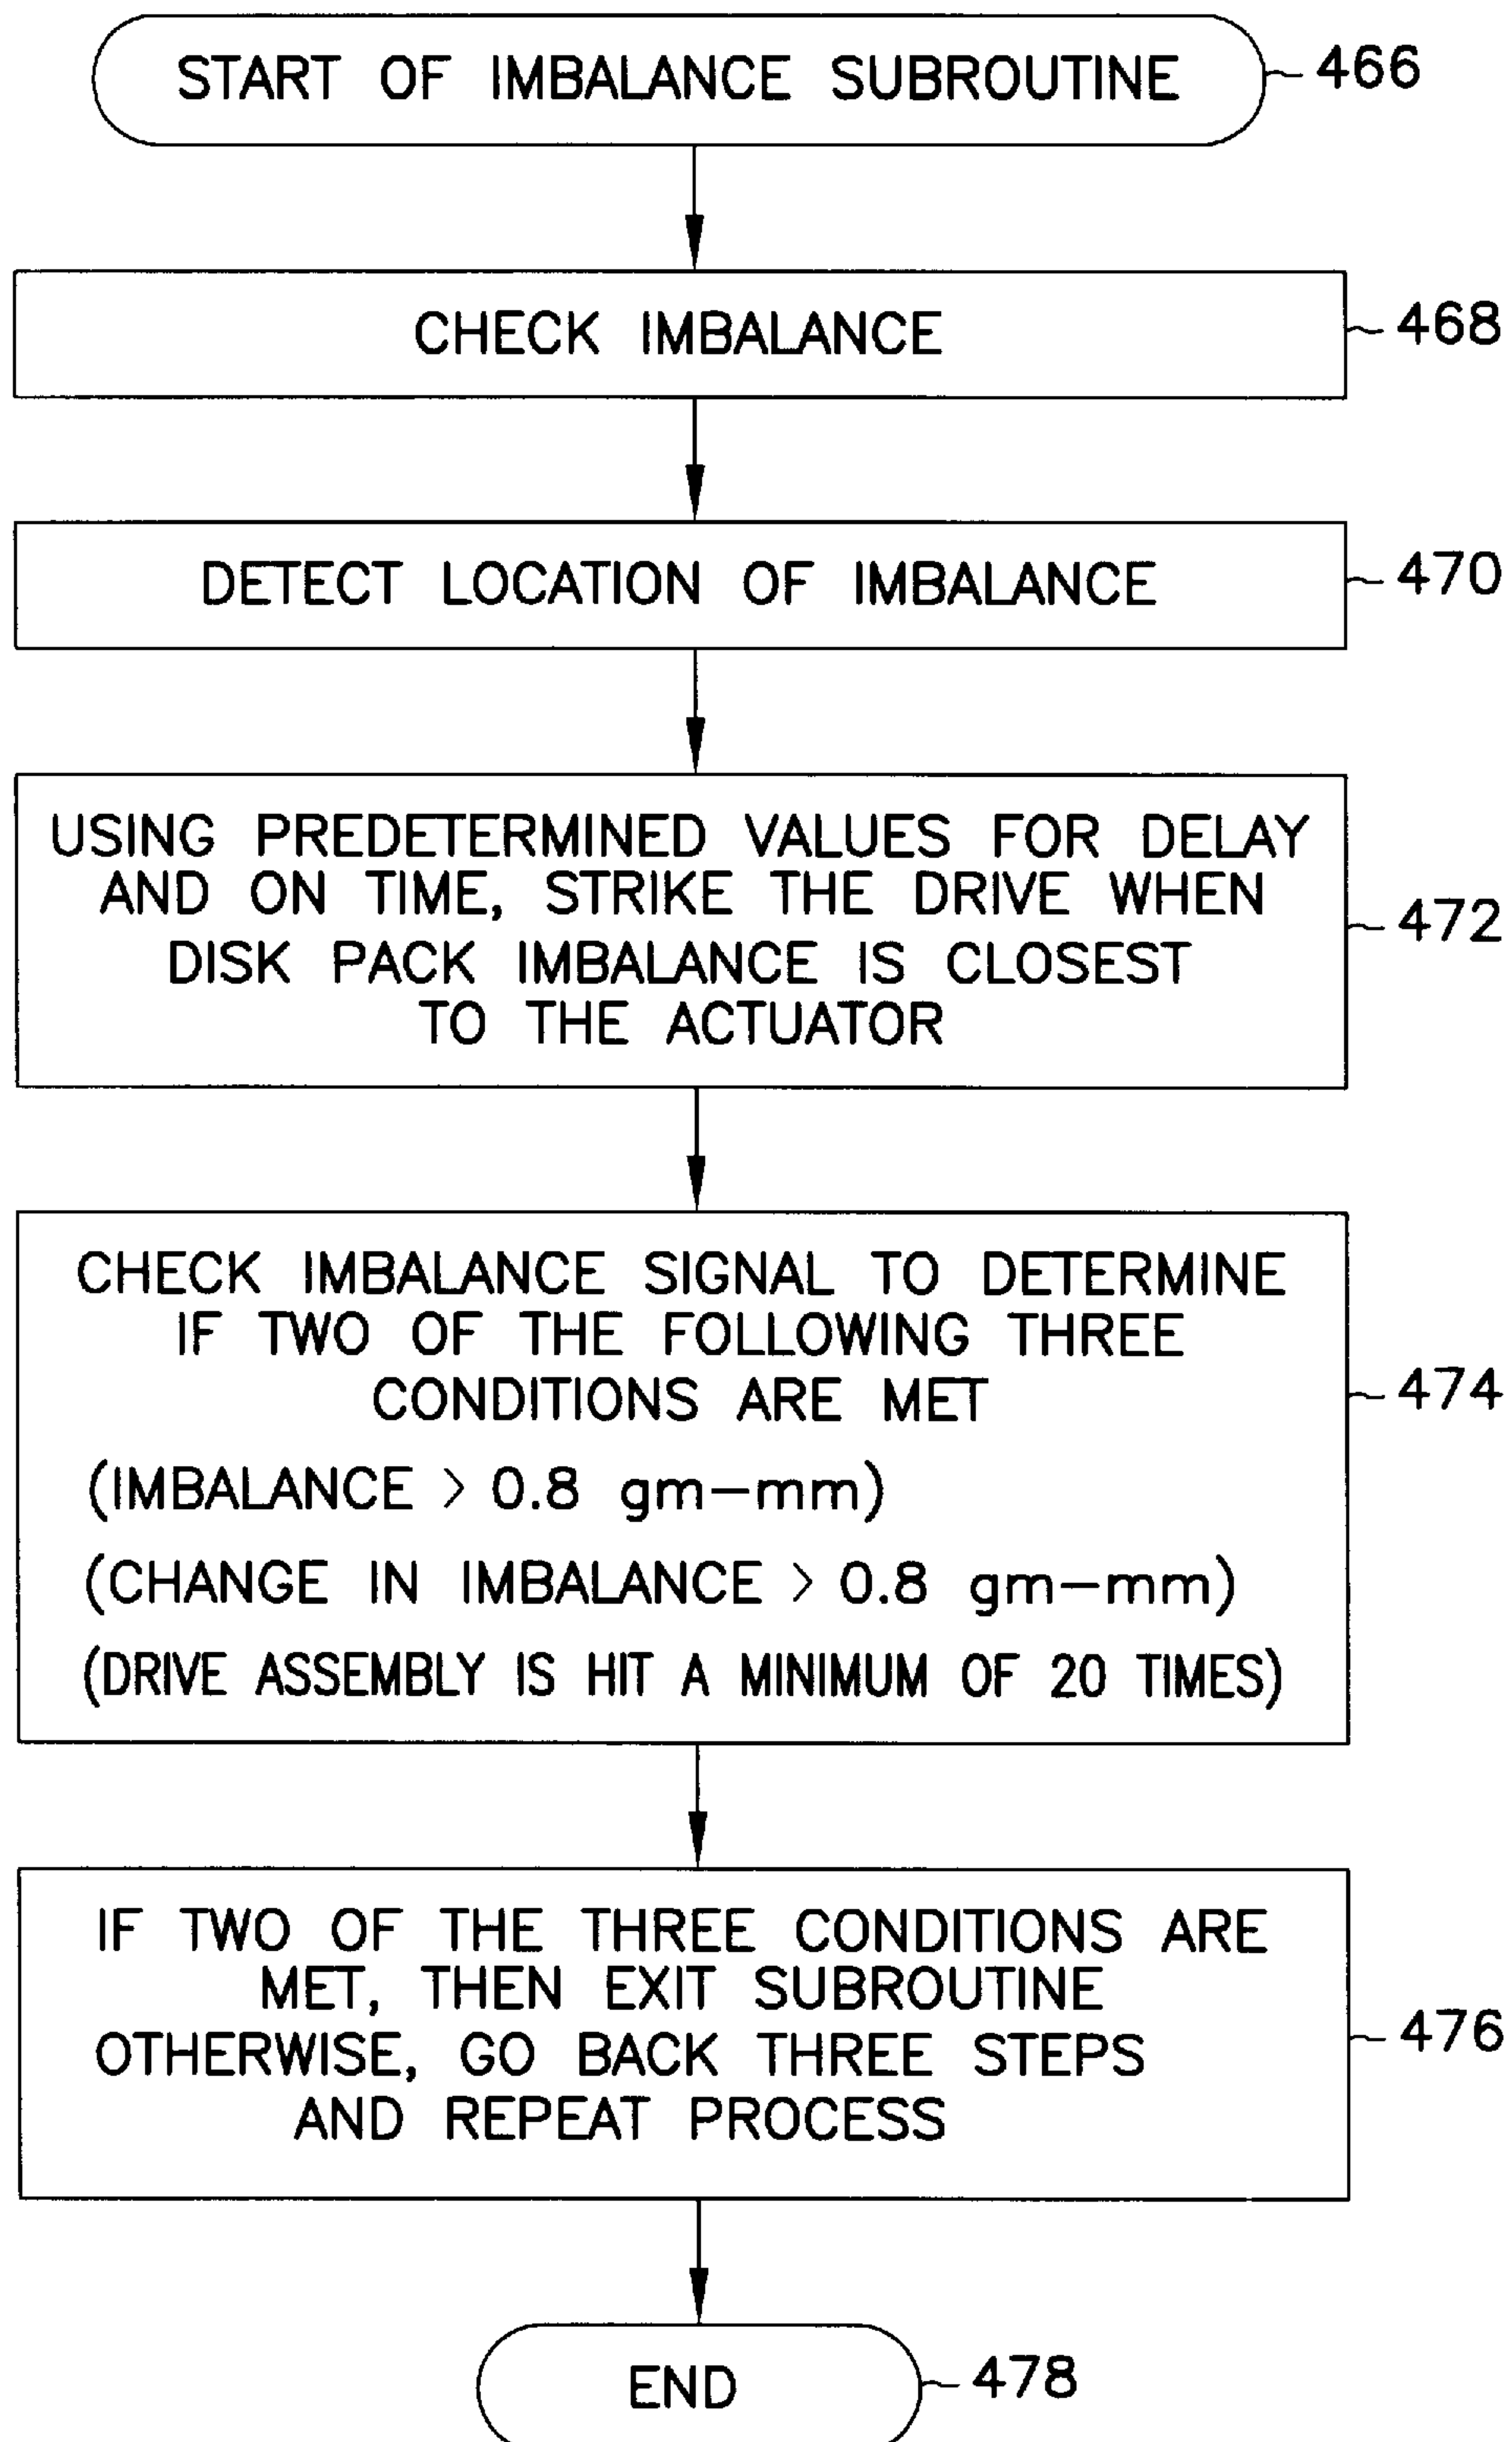 START OF IMBALANCE SUBROUTINE
466
CHECK IMBALANCE
468
DETECT LOCATION OF IMBALANCE
470
USING PREDETERMINED VALUES FOR DELAY
AND ON TIME, STRIKE THE DRIVE WHEN
DISK PACK IMBALANCE IS CLOSEST
TO THE ACTUATOR
472
CHECK IMBALANCE SIGNAL TO DETERMINE
IF TWO OF THE FOLLOWING THREE
CONDITIONS ARE MET
(IMBALANCE > 0.8 gm-mm)
(CHANGE IN IMBALANCE > 0.8 gm-mm)
(DRIVE ASSEMBLY IS HIT A MINIMUM OF 20 TIMES)
474
IF TWO OF THE THREE CONDITIONS ARE
MET, THEN EXIT SUBROUTINE
OTHERWISE, GO BACK THREE STEPS
AND REPEAT PROCESS
476
END
478